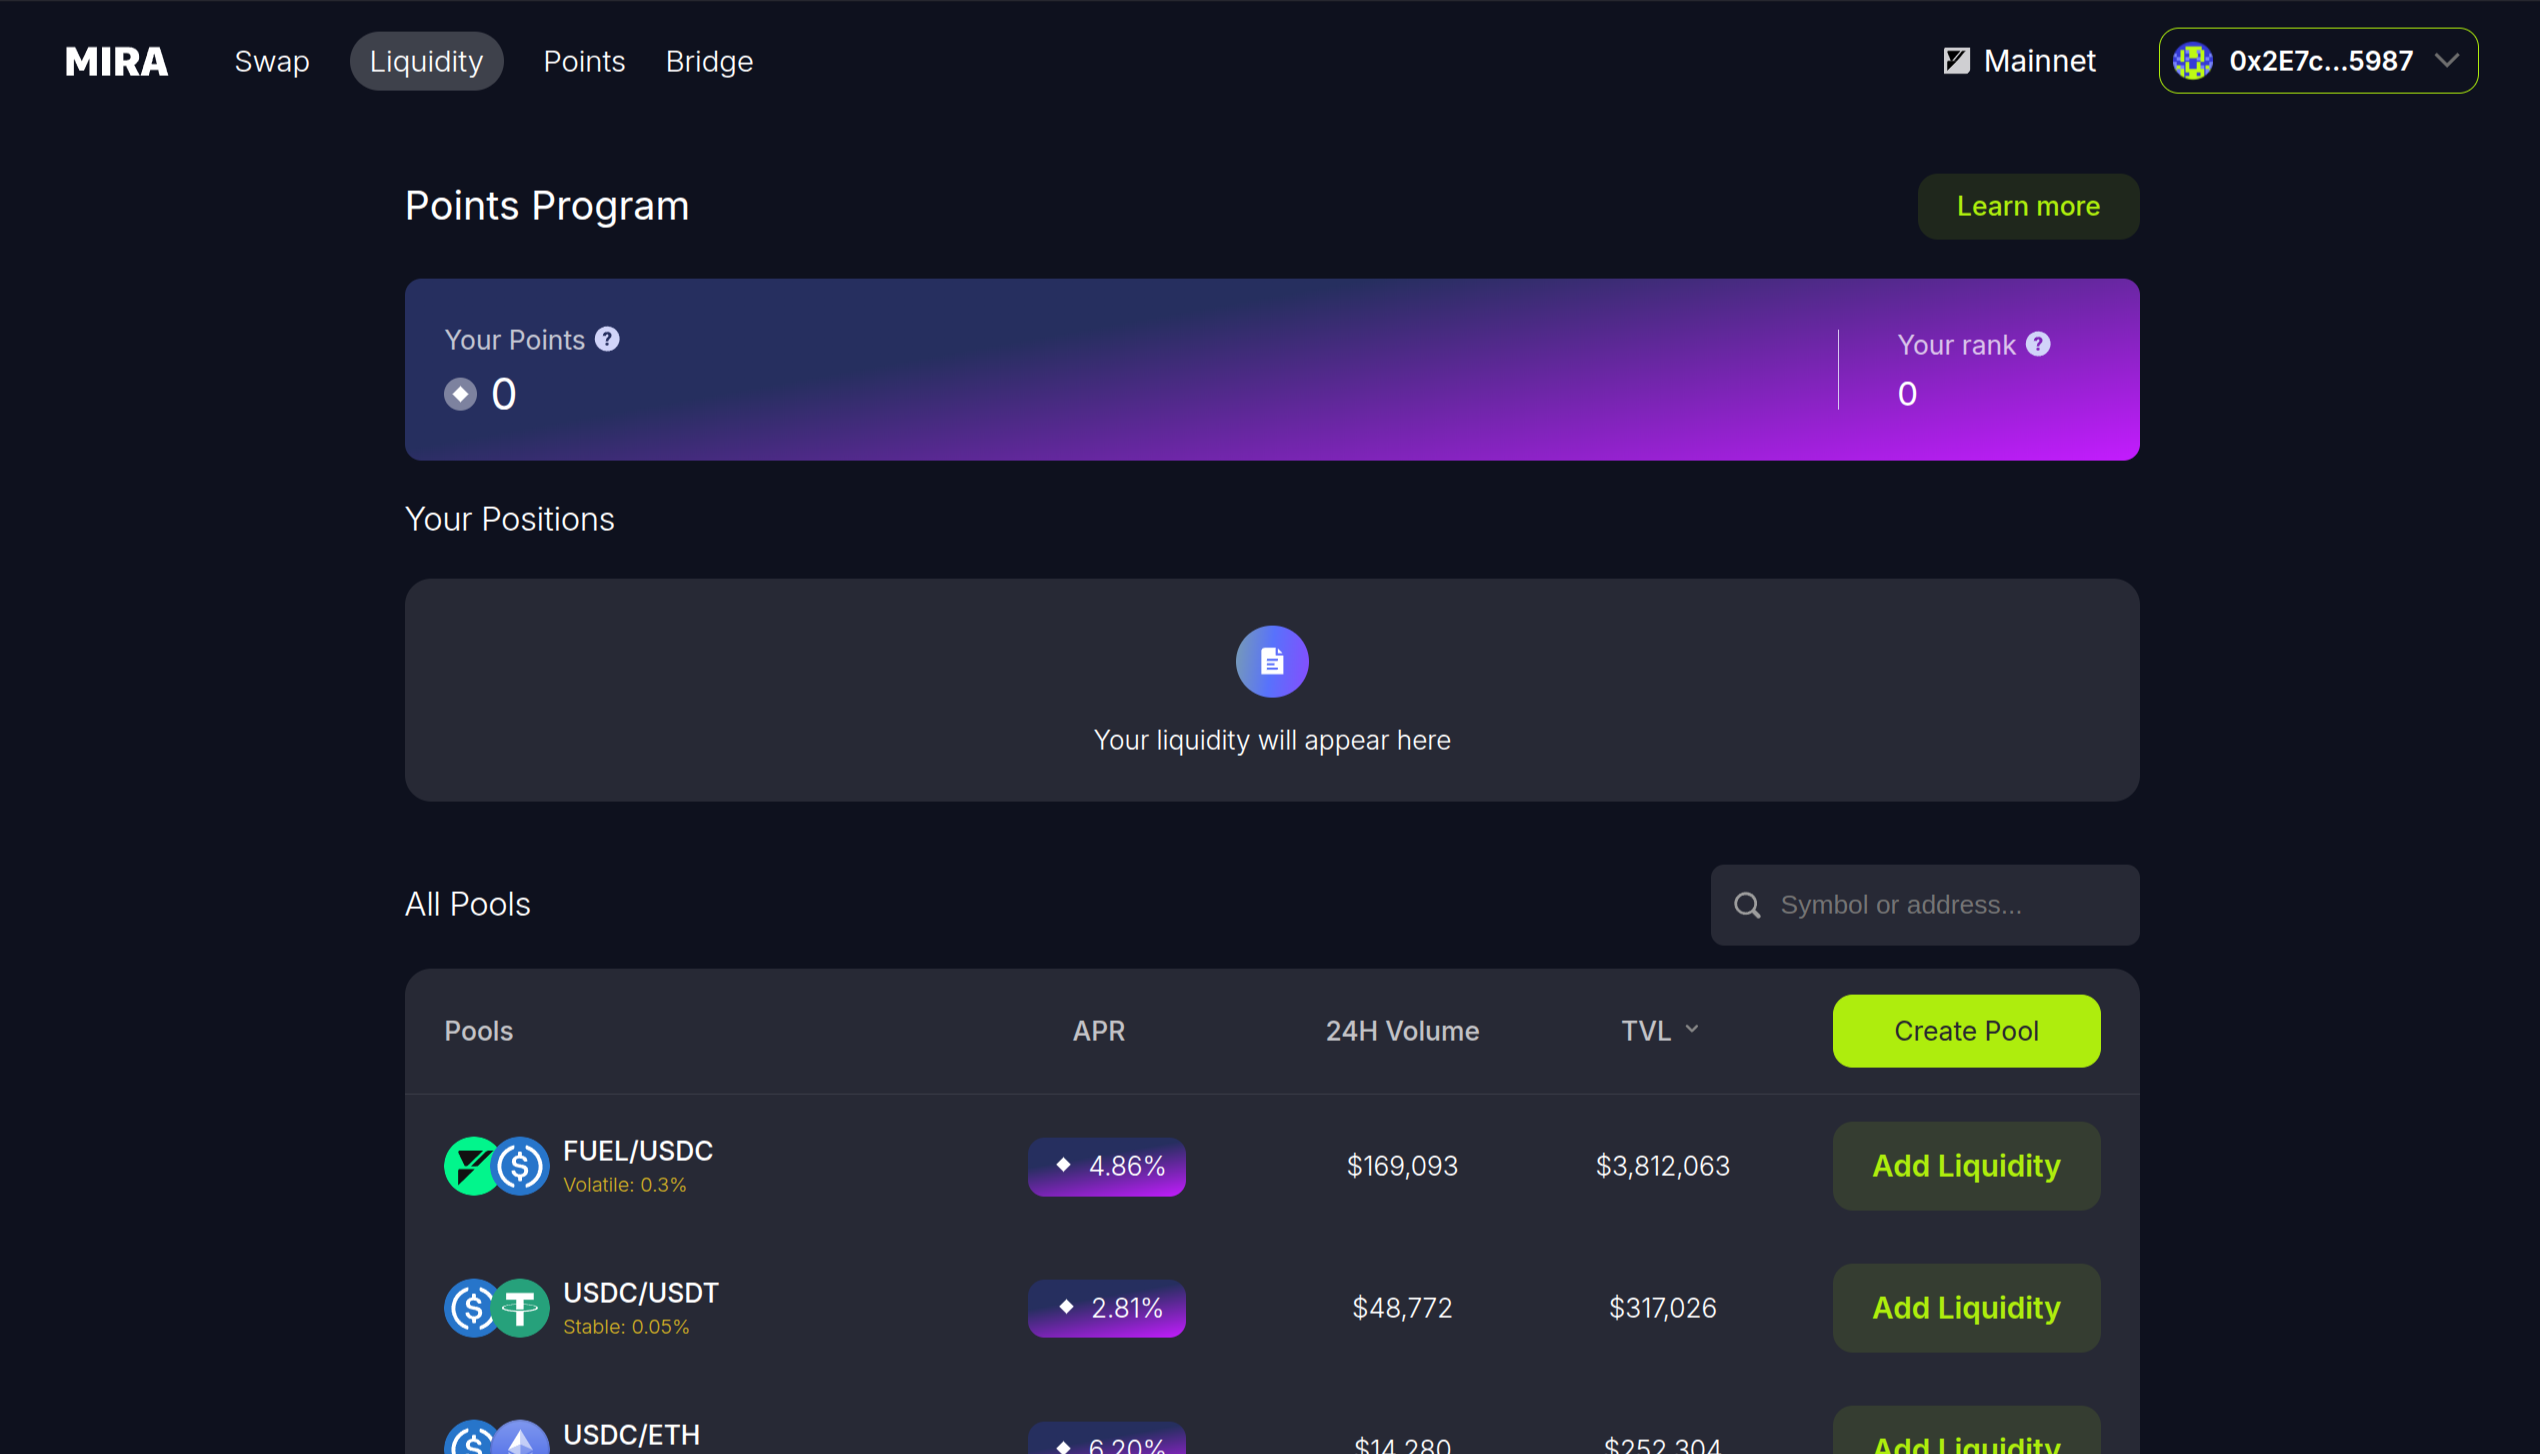 MIRA Swap Liquidity Points Bridge Mainnet 0x2E7c...5987
Points Program Learn more
Your Points ? Your rank ?
0 0
Your Positions
Your liquidity will appear here
All Pools Symbol or address...
Pools APR 24H Volume TVL Create Pool
FUEL/USDC
Volatile: 0.3% 4.86% $169,093 $3,812,063 Add Liquidity
USDC/USDT
Stable: 0.05% 2.81% $48,772 $317,026 Add Liquidity
USDC/ETH
6.20% $14,280 $252,304 Add Liquidity